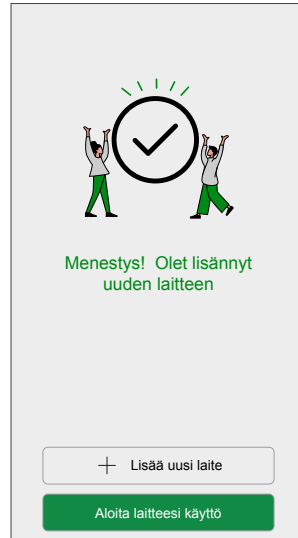 Menestys! Olet lisännyt
uuden laitteen
Lisää uusi laite
Aloita laitteesi käyttö